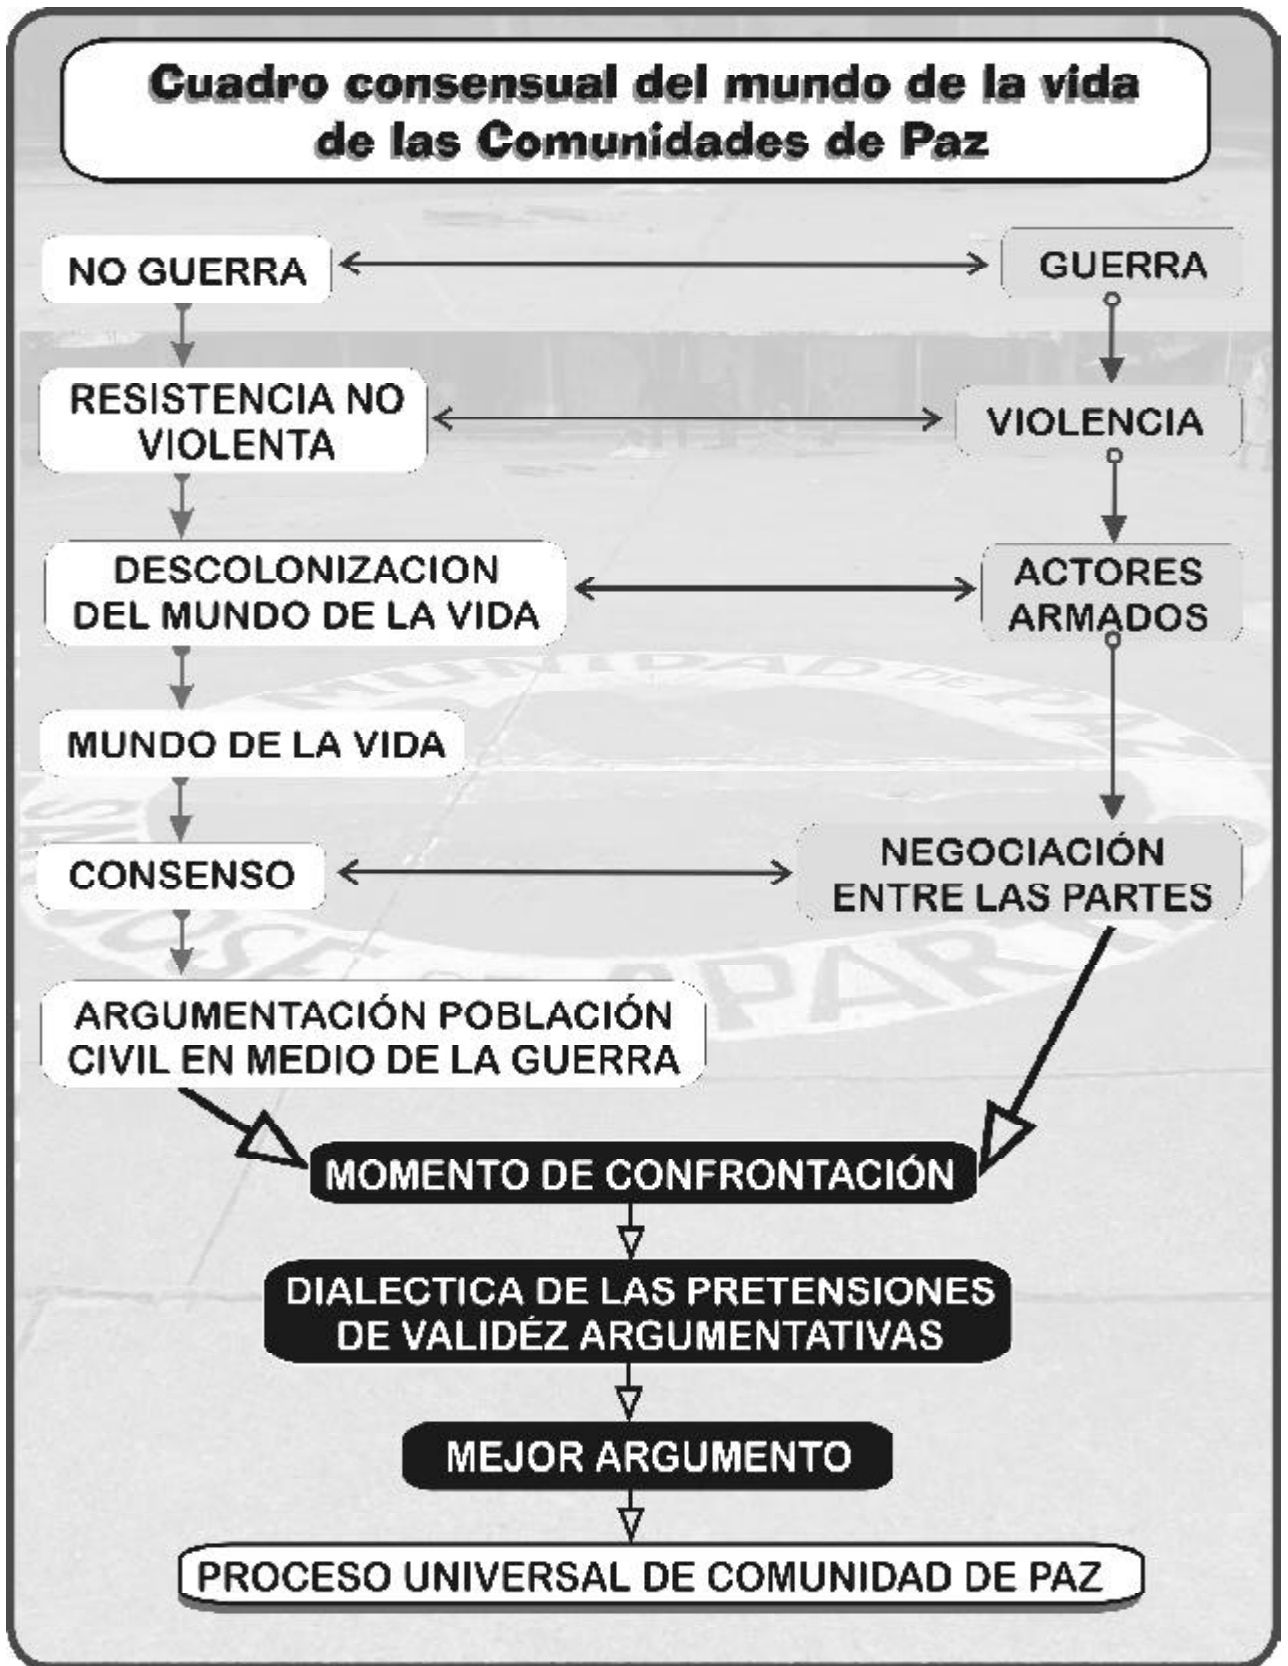 Cuadro consensual del mundo de la vida
de las Comunidades de Paz
NO GUERRA
GUERRA
RESISTENCIA NO
VIOLENTA
VIOLENCIA
DESCOLONIZACION
DEL MUNDO DE LA VIDA
ACTORES
ARMADOS
MUNDO DE LA VIDA
CONSENSO
NEGOCIACIÓN
ENTRE LAS PARTES
ARGUMENTACIÓN POBLACIÓN
CIVIL EN MEDIO DE LA GUERRA
MOMENTO DE CONFRONTACIÓN
DIALECTICA DE LAS PRETENSIONES
DE VALIDÉZ ARGUMENTATIVAS
MEJOR ARGUMENTO
PROCESO UNIVERSAL DE COMUNIDAD DE PAZ